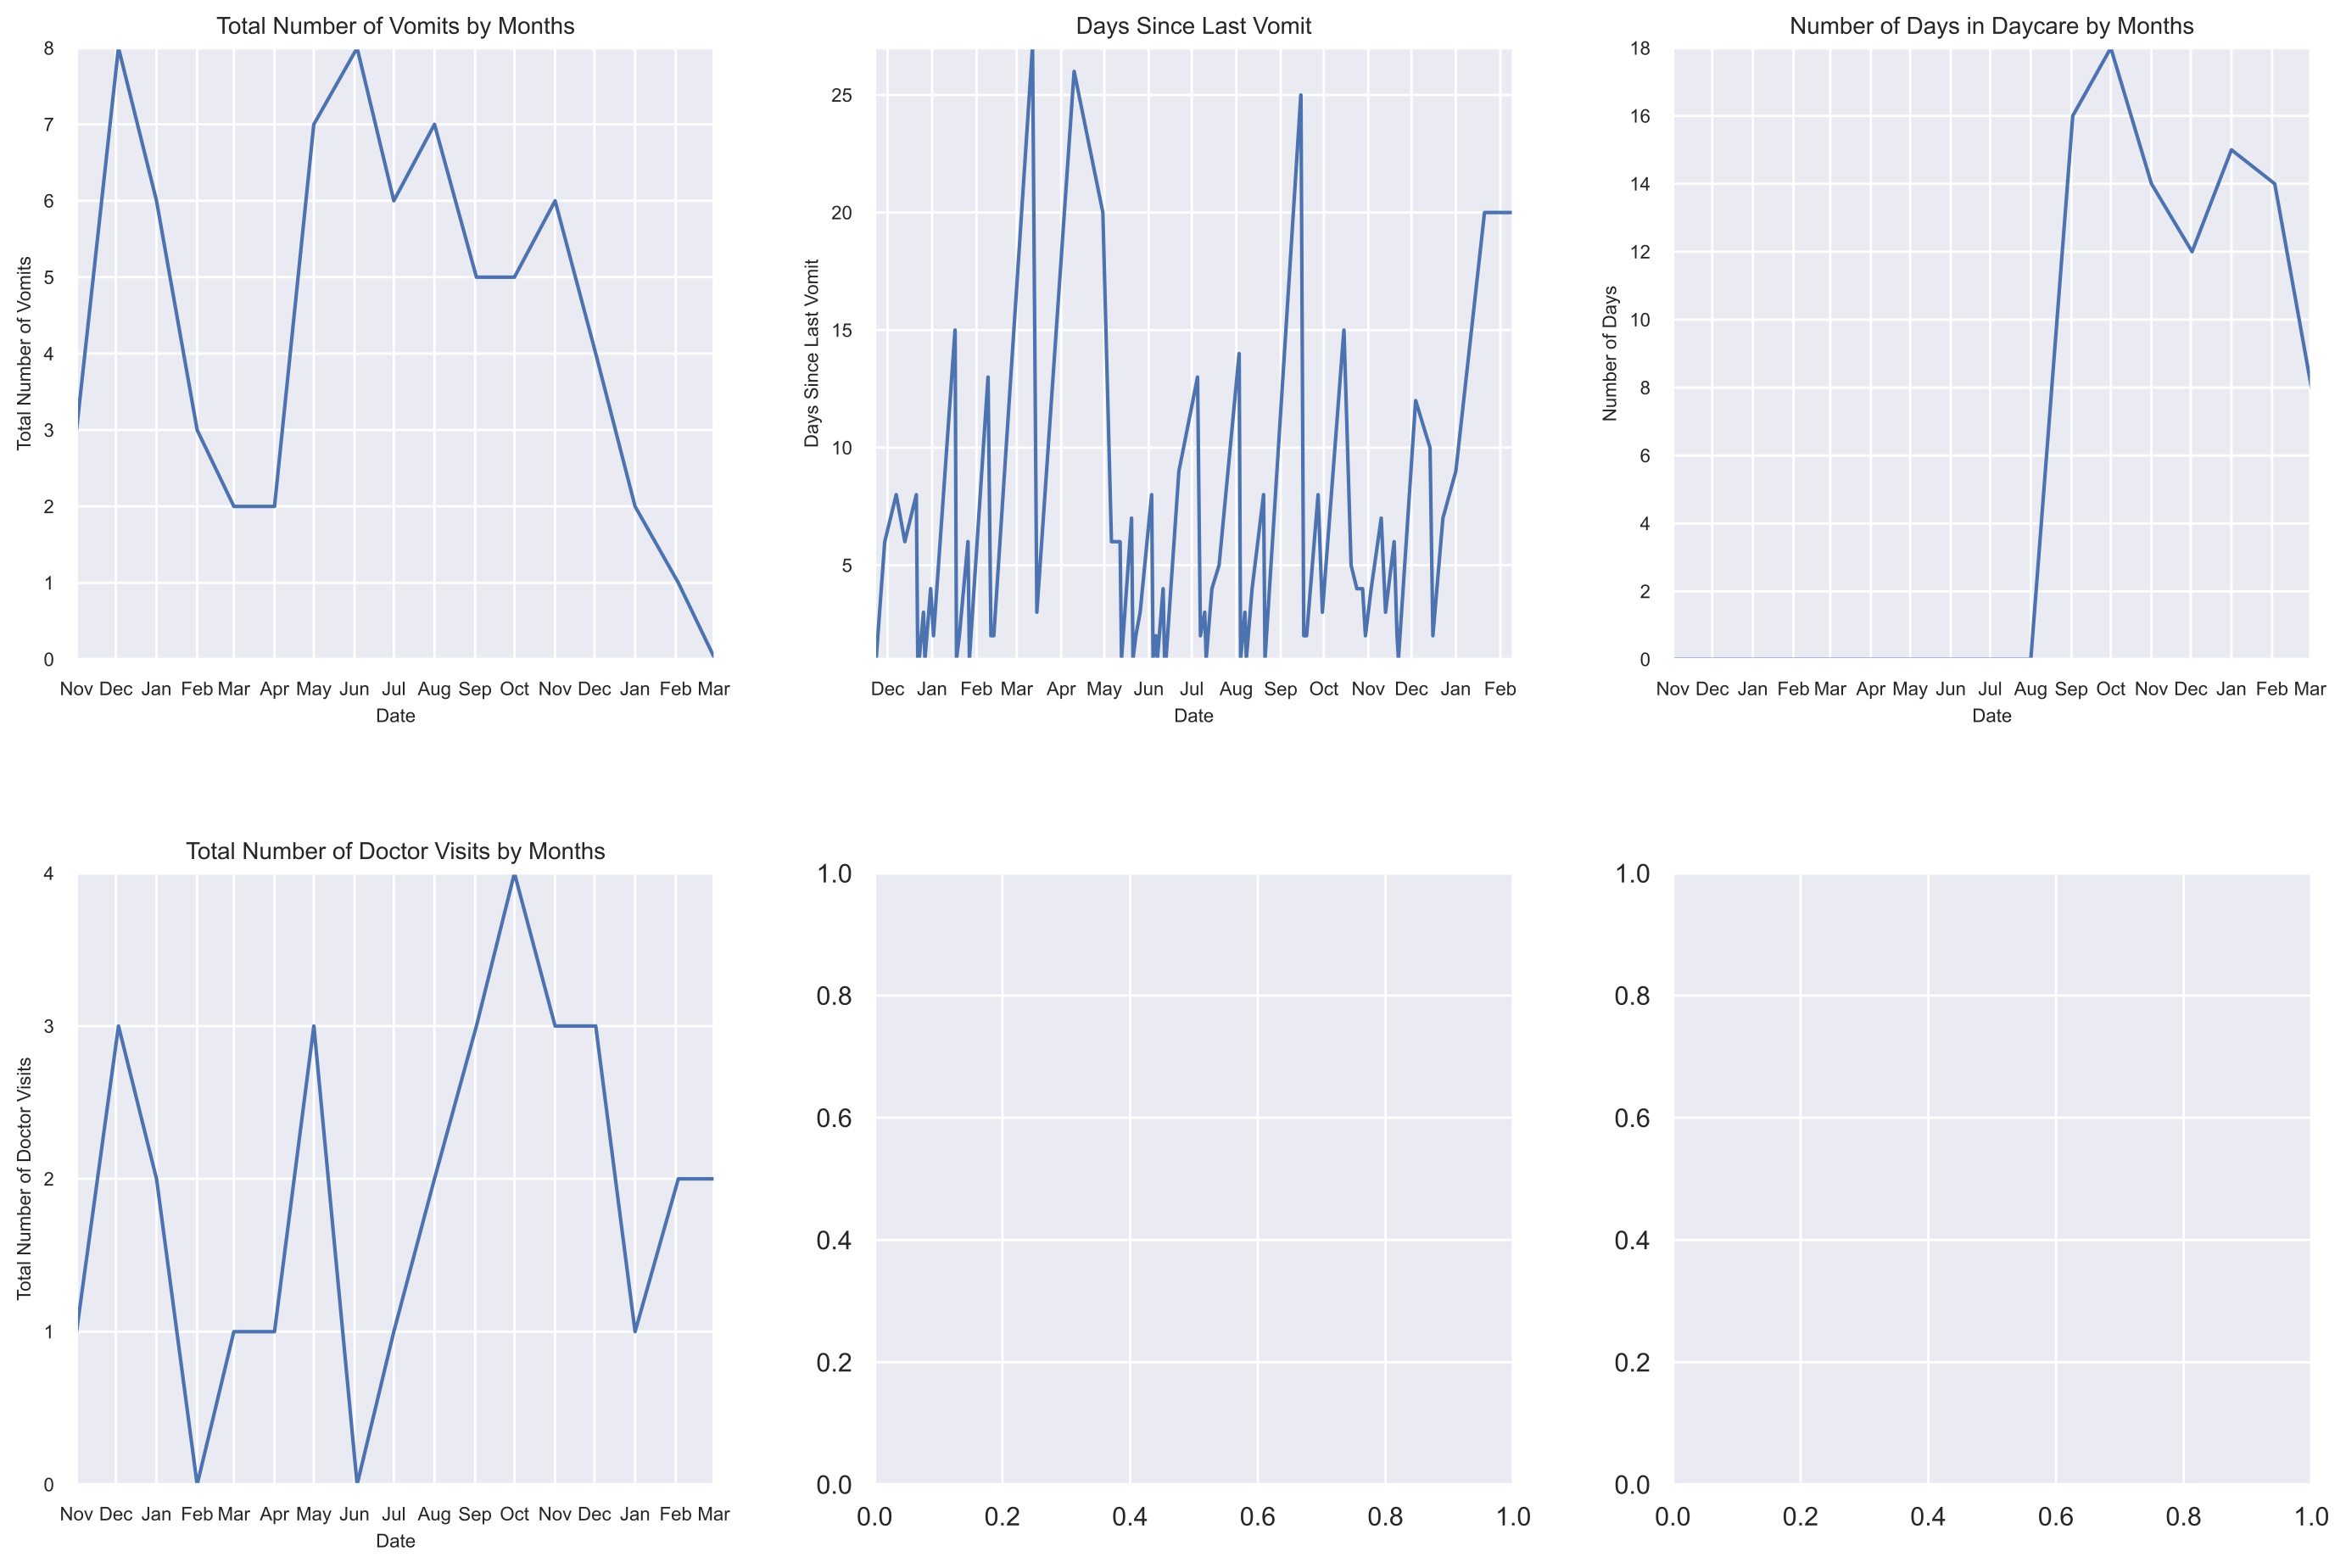 Total Number of Vomits by Months
8
7
6
5
4
3
2
1
0
Total Number of Vomits
Nov Dec Jan Feb Mar Apr May Jun Jul Aug Sep Oct Nov Dec Jan Feb Mar
Date
Days Since Last Vomit
25
20
15
10
5
Days Since Last Vomit
Dec Jan Feb Mar Apr May Jun Jul Aug Sep Oct Nov Dec Jan Feb
Date
Number of Days in Daycare by Months
18
16
14
12
10
8
6
4
2
0
Number of Days
Nov Dec Jan Feb Mar Apr May Jun Jul Aug Sep Oct Nov Dec Jan Feb Mar
Date
Total Number of Doctor Visits by Months
4
3
2
1
0
Total Number of Doctor Visits
Nov Dec Jan Feb Mar Apr May Jun Jul Aug Sep Oct Nov Dec Jan Feb Mar
Date
1.0
0.8
0.6
0.4
0.2
0.0
0.0 0.2 0.4 0.6 0.8 1.0
1.0
0.8
0.6
0.4
0.2
0.0
0.0 0.2 0.4 0.6 0.8 1.0